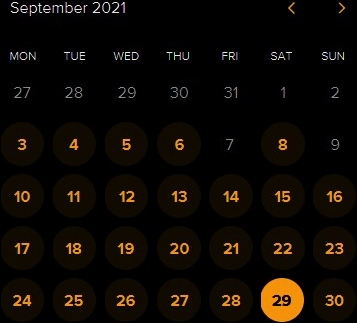 September 2021
MON TUE WED THU FRI SAT SUN
27 28 29 30 31 1 2
3 4 5 6 7 8 9
10 11 12 13 14 15 16
17 18 19 20 21 22 23
24 25 26 27 28 29 30